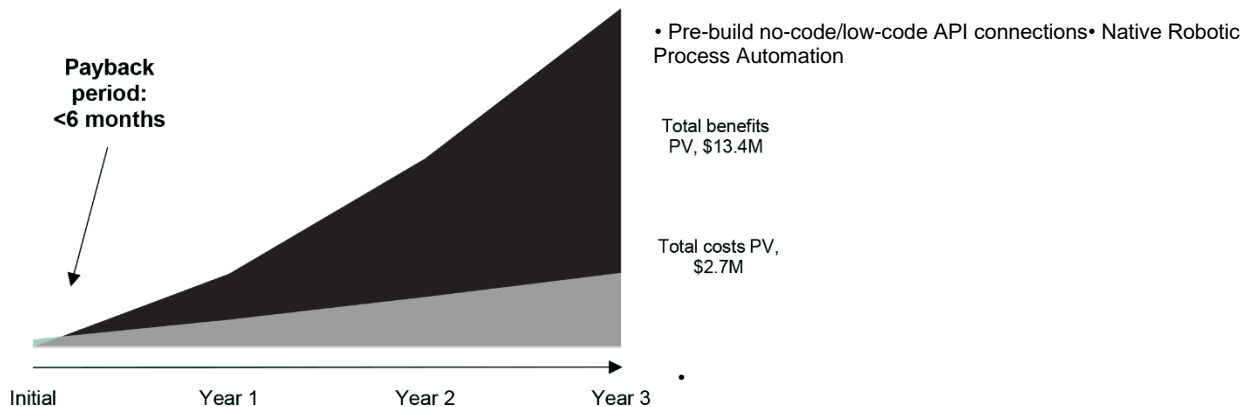 Payback
period:
<6 months
• Pre-build no-code/low-code API connections• Native Robotic
Process Automation
Total benefits
PV, $13.4M
Total costs PV,
$2.7M
•
Initial
Year 1
Year 2
Year 3